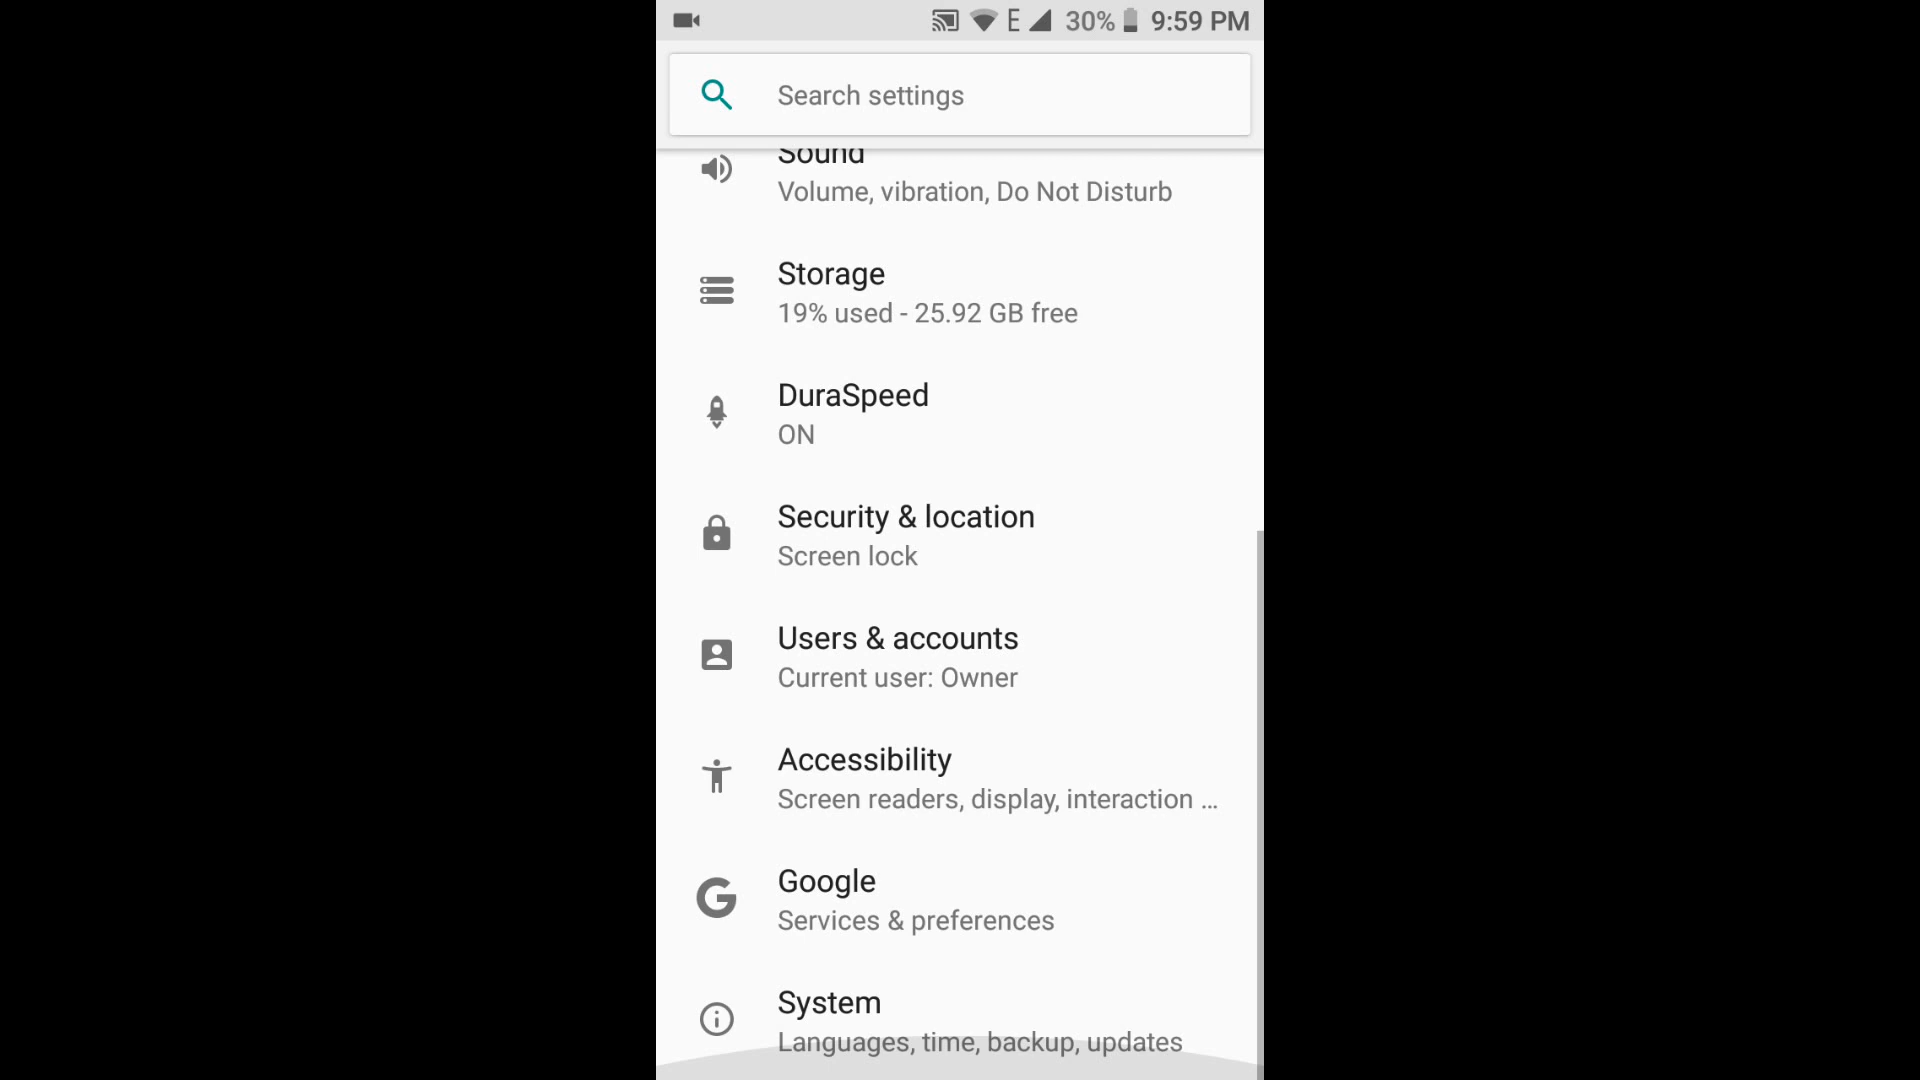 E 30% 9:59 PM
Search settings
Sound
Volume, vibration, Do Not Disturb
Storage
19% used - 25.92 GB free
DuraSpeed
ON
Security & location
Screen lock
Users & accounts
Current user: Owner
Accessibility
Screen readers, display, interaction ...
Google
Services & preferences
System
Languages, time, backup, updates